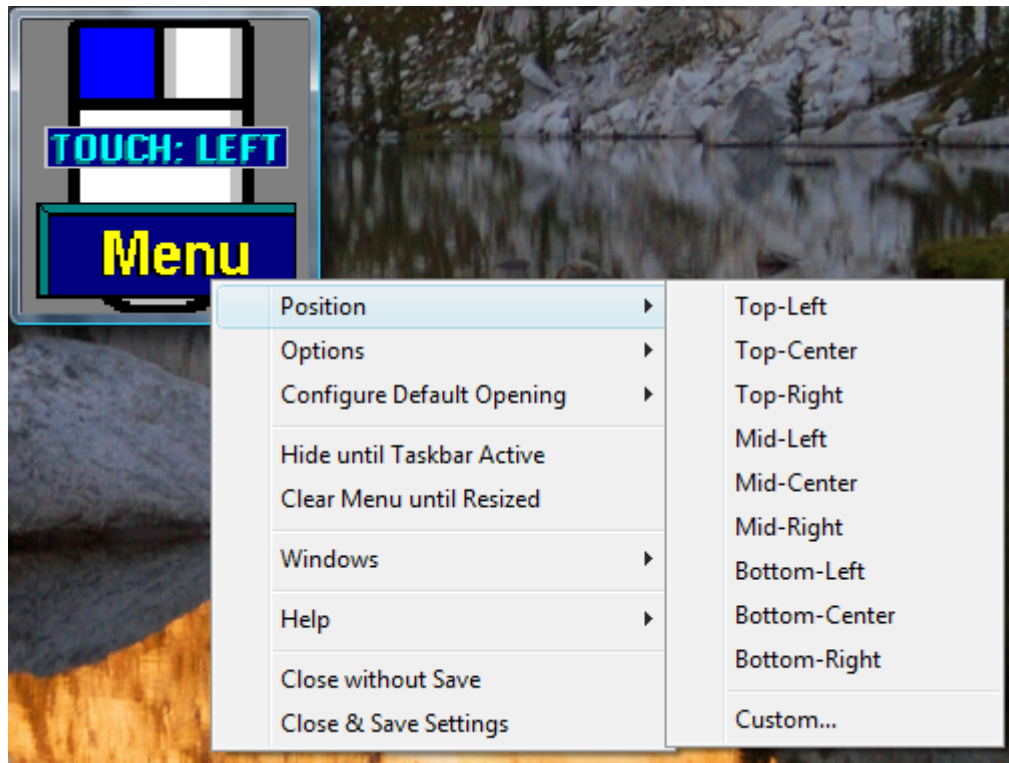 TOUCH: LEFT
Menu
Position
Options
Configure Default Opening
Hide until Taskbar Active
Clear Menu until Resized
Windows
Help
Close without Save
Close & Save Settings
Top-Left
Top-Center
Top-Right
Mid-Left
Mid-Center
Mid-Right
Bottom-Left
Bottom-Center
Bottom-Right
Custom...